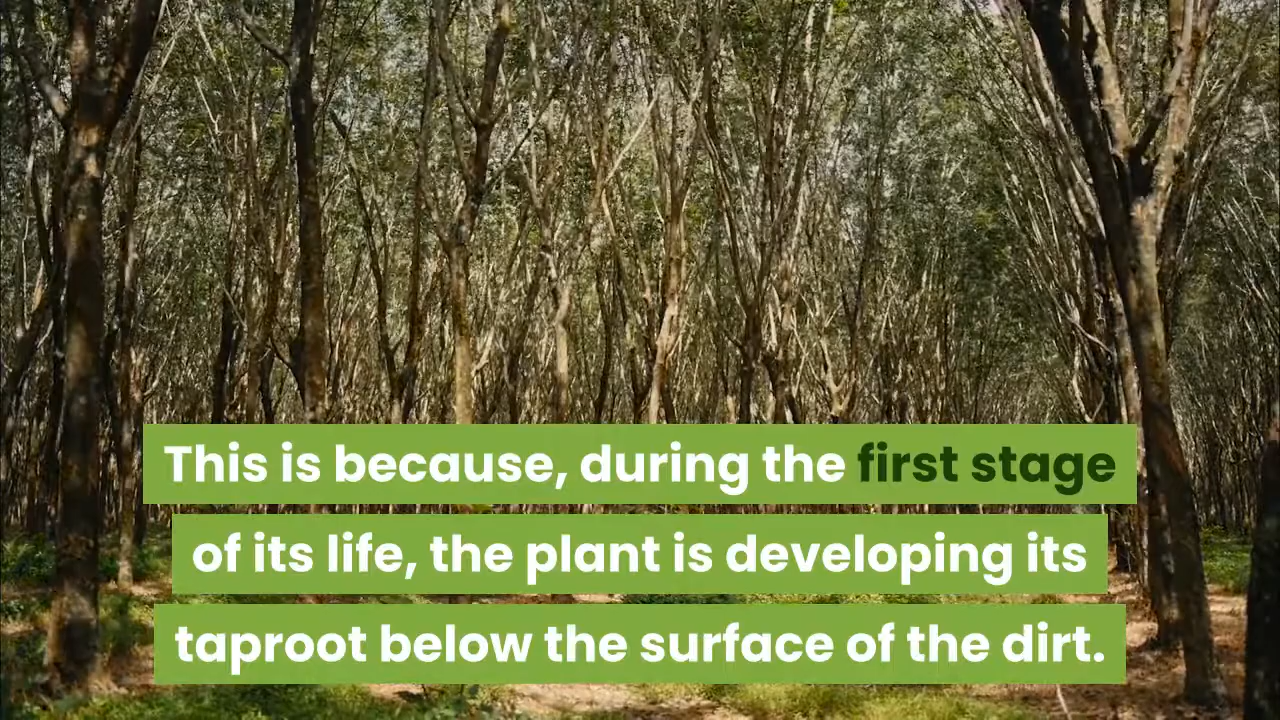 This is because, during the first stage
of its life, the plant is developing its
taproot below the surface of the dirt.